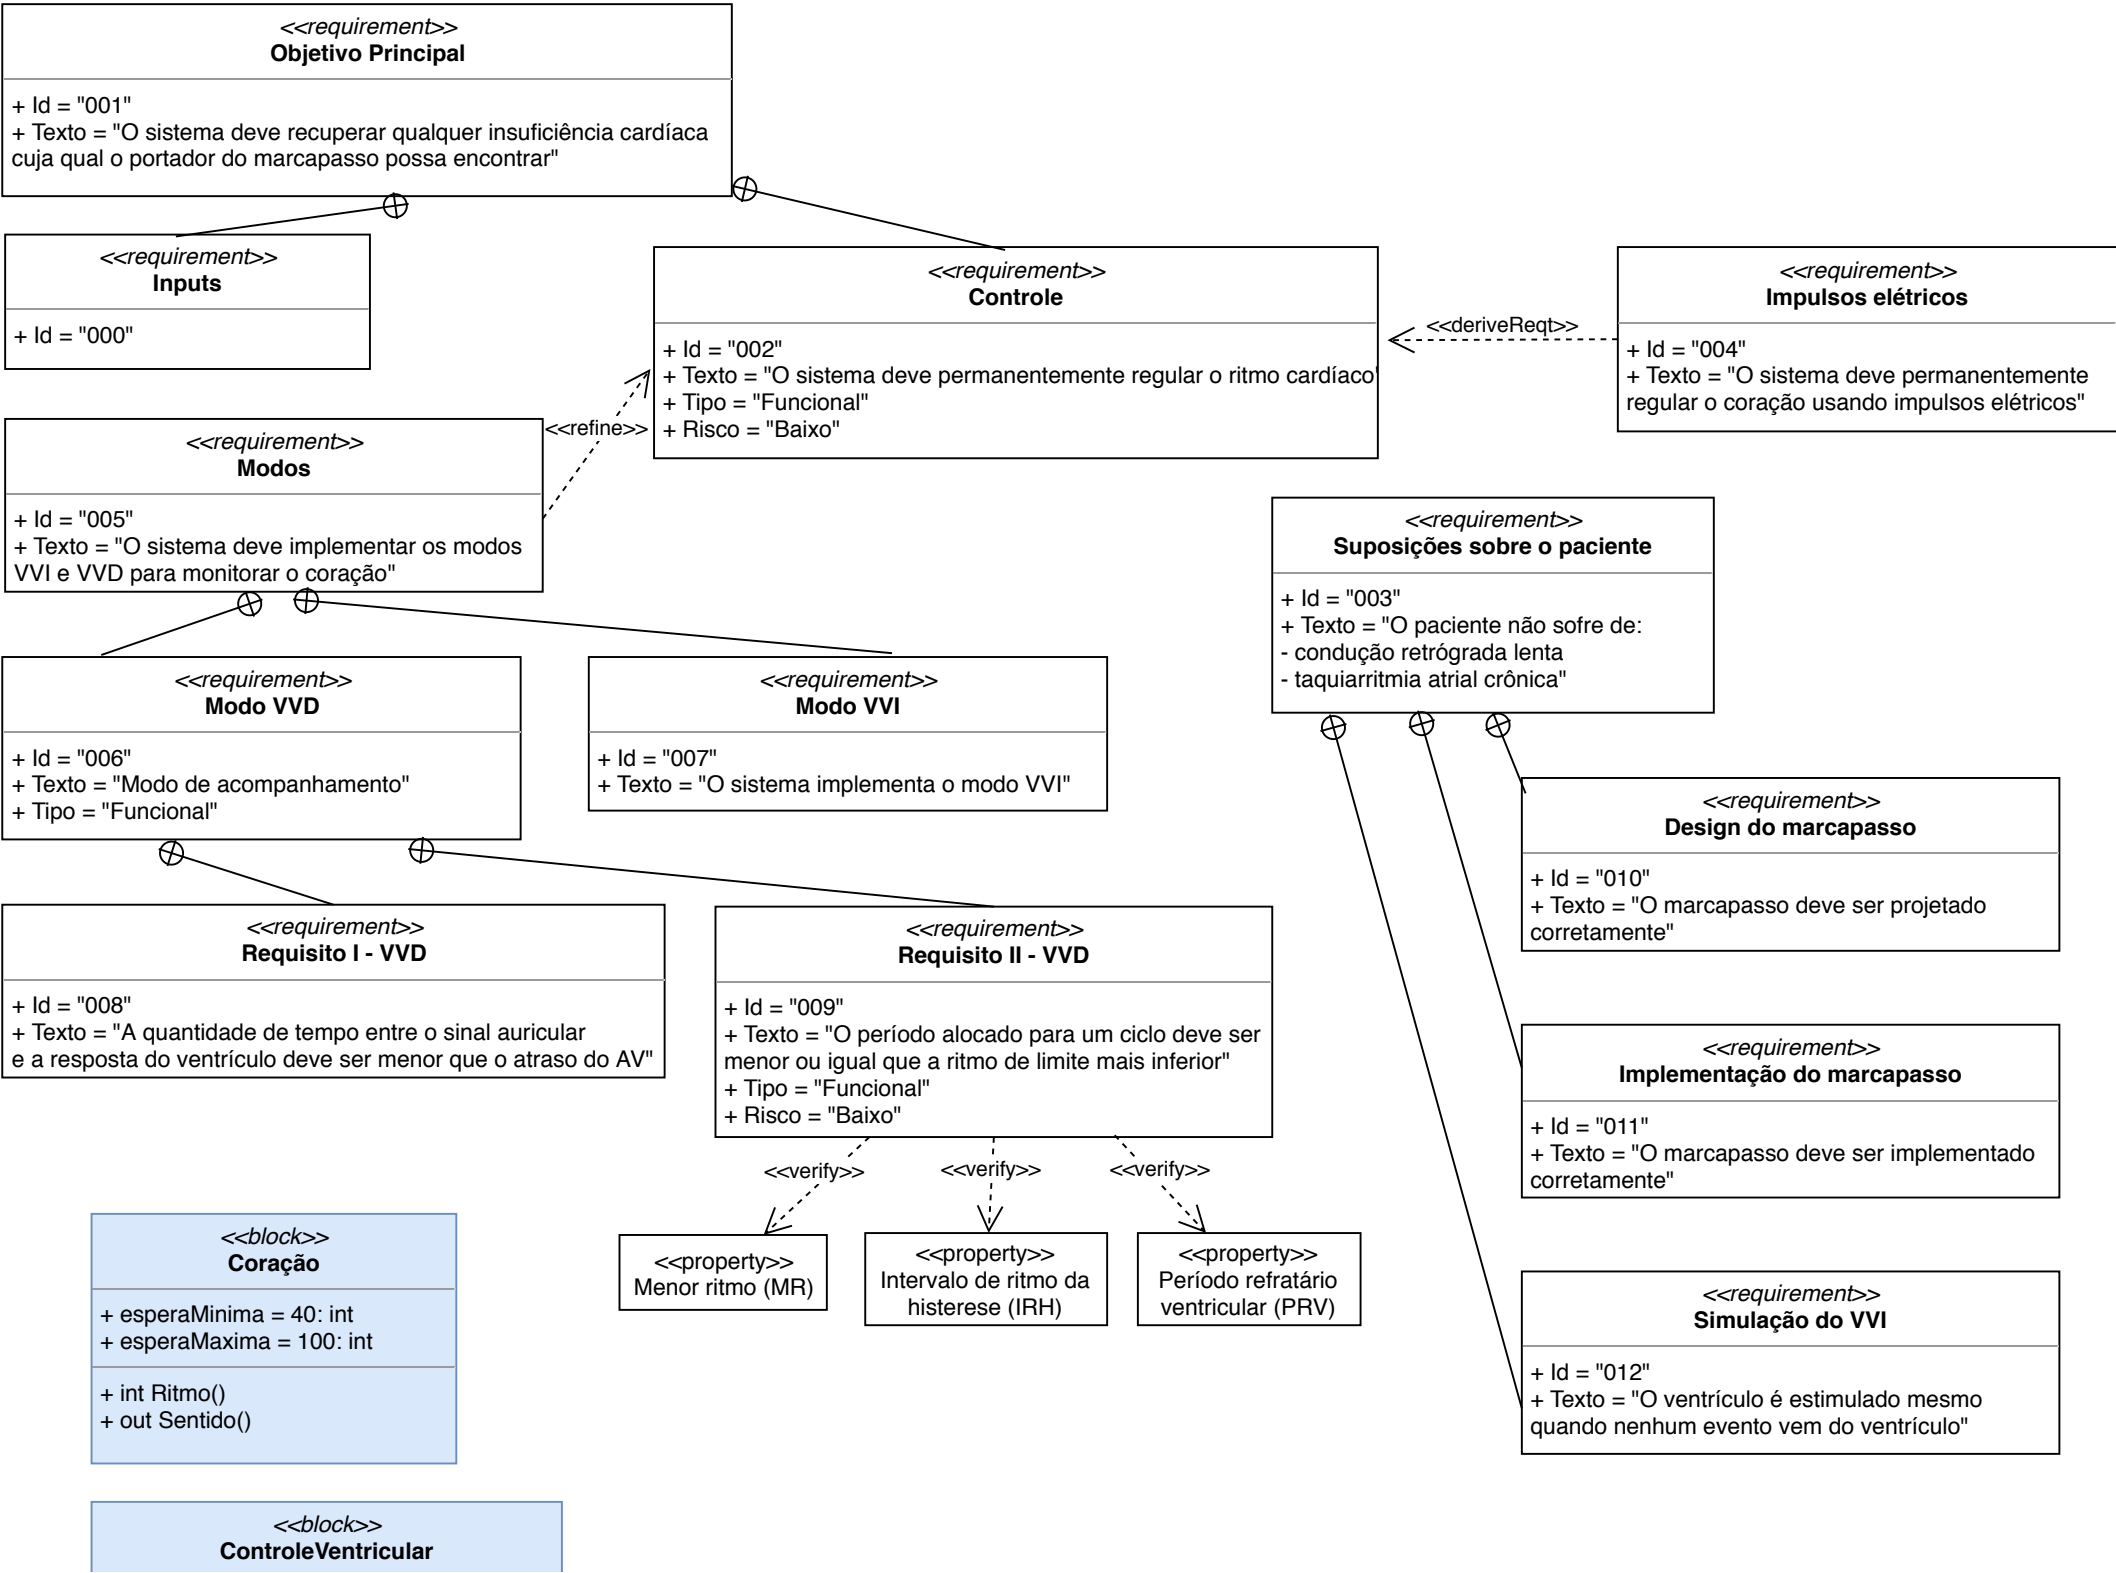 <<requirement>>
Objetivo Principal
+ Id = "001"
+ Texto = "O sistema deve recuperar qualquer insuficiência cardíaca
cuja qual o portador do marcapasso possa encontrar"
<<requirement>>
Inputs
+ Id = "000"
<<requirement>>
Controle
+ Id = "002"
+ Texto = "O sistema deve permanentemente regular o ritmo cardíaco"
+ Tipo = "Funcional"
+ Risco = "Baixo"
<<deriveReqt>>
<<requirement>>
Impulsos elétricos
+ Id = "004"
+ Texto = "O sistema deve permanentemente
regular o coração usando impulsos elétricos"
<<refine>>
<<requirement>>
Modos
+ Id = "005"
+ Texto = "O sistema deve implementar os modos
VVI e VVD para monitorar o coração"
<<requirement>>
Suposições sobre o paciente
+ Id = "003"
+ Texto = "O paciente não sofre de:
- condução retrógrada lenta
- taquiarritmia atrial crônica"
<<requirement>>
Modo VVD
+ Id = "006"
+ Texto = "Modo de acompanhamento"
+ Tipo = "Funcional"
<<requirement>>
Modo VVI
+ Id = "007"
+ Texto = "O sistema implementa o modo VVI"
<<requirement>>
Design do marcapasso
+ Id = "010"
+ Texto = "O marcapasso deve ser projetado
corretamente"
<<requirement>>
Requisito I - VVD
+ Id = "008"
+ Texto = "A quantidade de tempo entre o sinal auricular
e a resposta do ventrículo deve ser menor que o atraso do AV"
<<requirement>>
Requisito II - VVD
+ Id = "009"
+ Texto = "O período alocado para um ciclo deve ser
menor ou igual que a ritmo de limite mais inferior"
+ Tipo = "Funcional"
+ Risco = "Baixo"
<<requirement>>
Implementação do marcapasso
+ Id = "011"
+ Texto = "O marcapasso deve ser implementado
corretamente"
<<verify>>
<<verify>>
<<verify>>
<<property>>
Menor ritmo (MR)
<<property>>
Intervalo de ritmo da
histerese (IRH)
<<property>>
Período refratário
ventricular (PRV)
<<requirement>>
Simulação do VVI
+ Id = "012"
+ Texto = "O ventrículo é estimulado mesmo
quando nenhum evento vem do ventrículo"
<<block>>
Coração
+ esperaMinima = 40: int
+ esperaMaxima = 100: int
+ int Ritmo()
+ out Sentido()
<<block>>
ControleVentricular